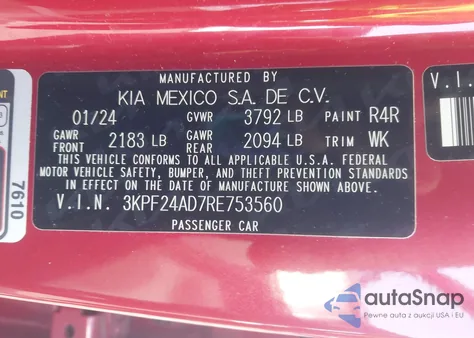 MANUFACTURED BY
KIA MEXICO S.A. DE C.V.
01/24 GVWR 3792 LB PAINT R4R
GAWR FRONT 2183 LB GAWR REAR 2094 LB TRIM WK
THIS VEHICLE CONFORMS TO ALL APPLICABLE U.S.A. FEDERAL
MOTOR VEHICLE SAFETY, BUMPER, AND THEFT PREVENTION STANDARDS
IN EFFECT ON THE DATE OF MANUFACTURE SHOWN ABOVE.
V.I.N. 3KPF24AD7RE753560
PASSENGER CAR
7610
V.I.
autoSnap
Pewne auta z aukcji USA i EU